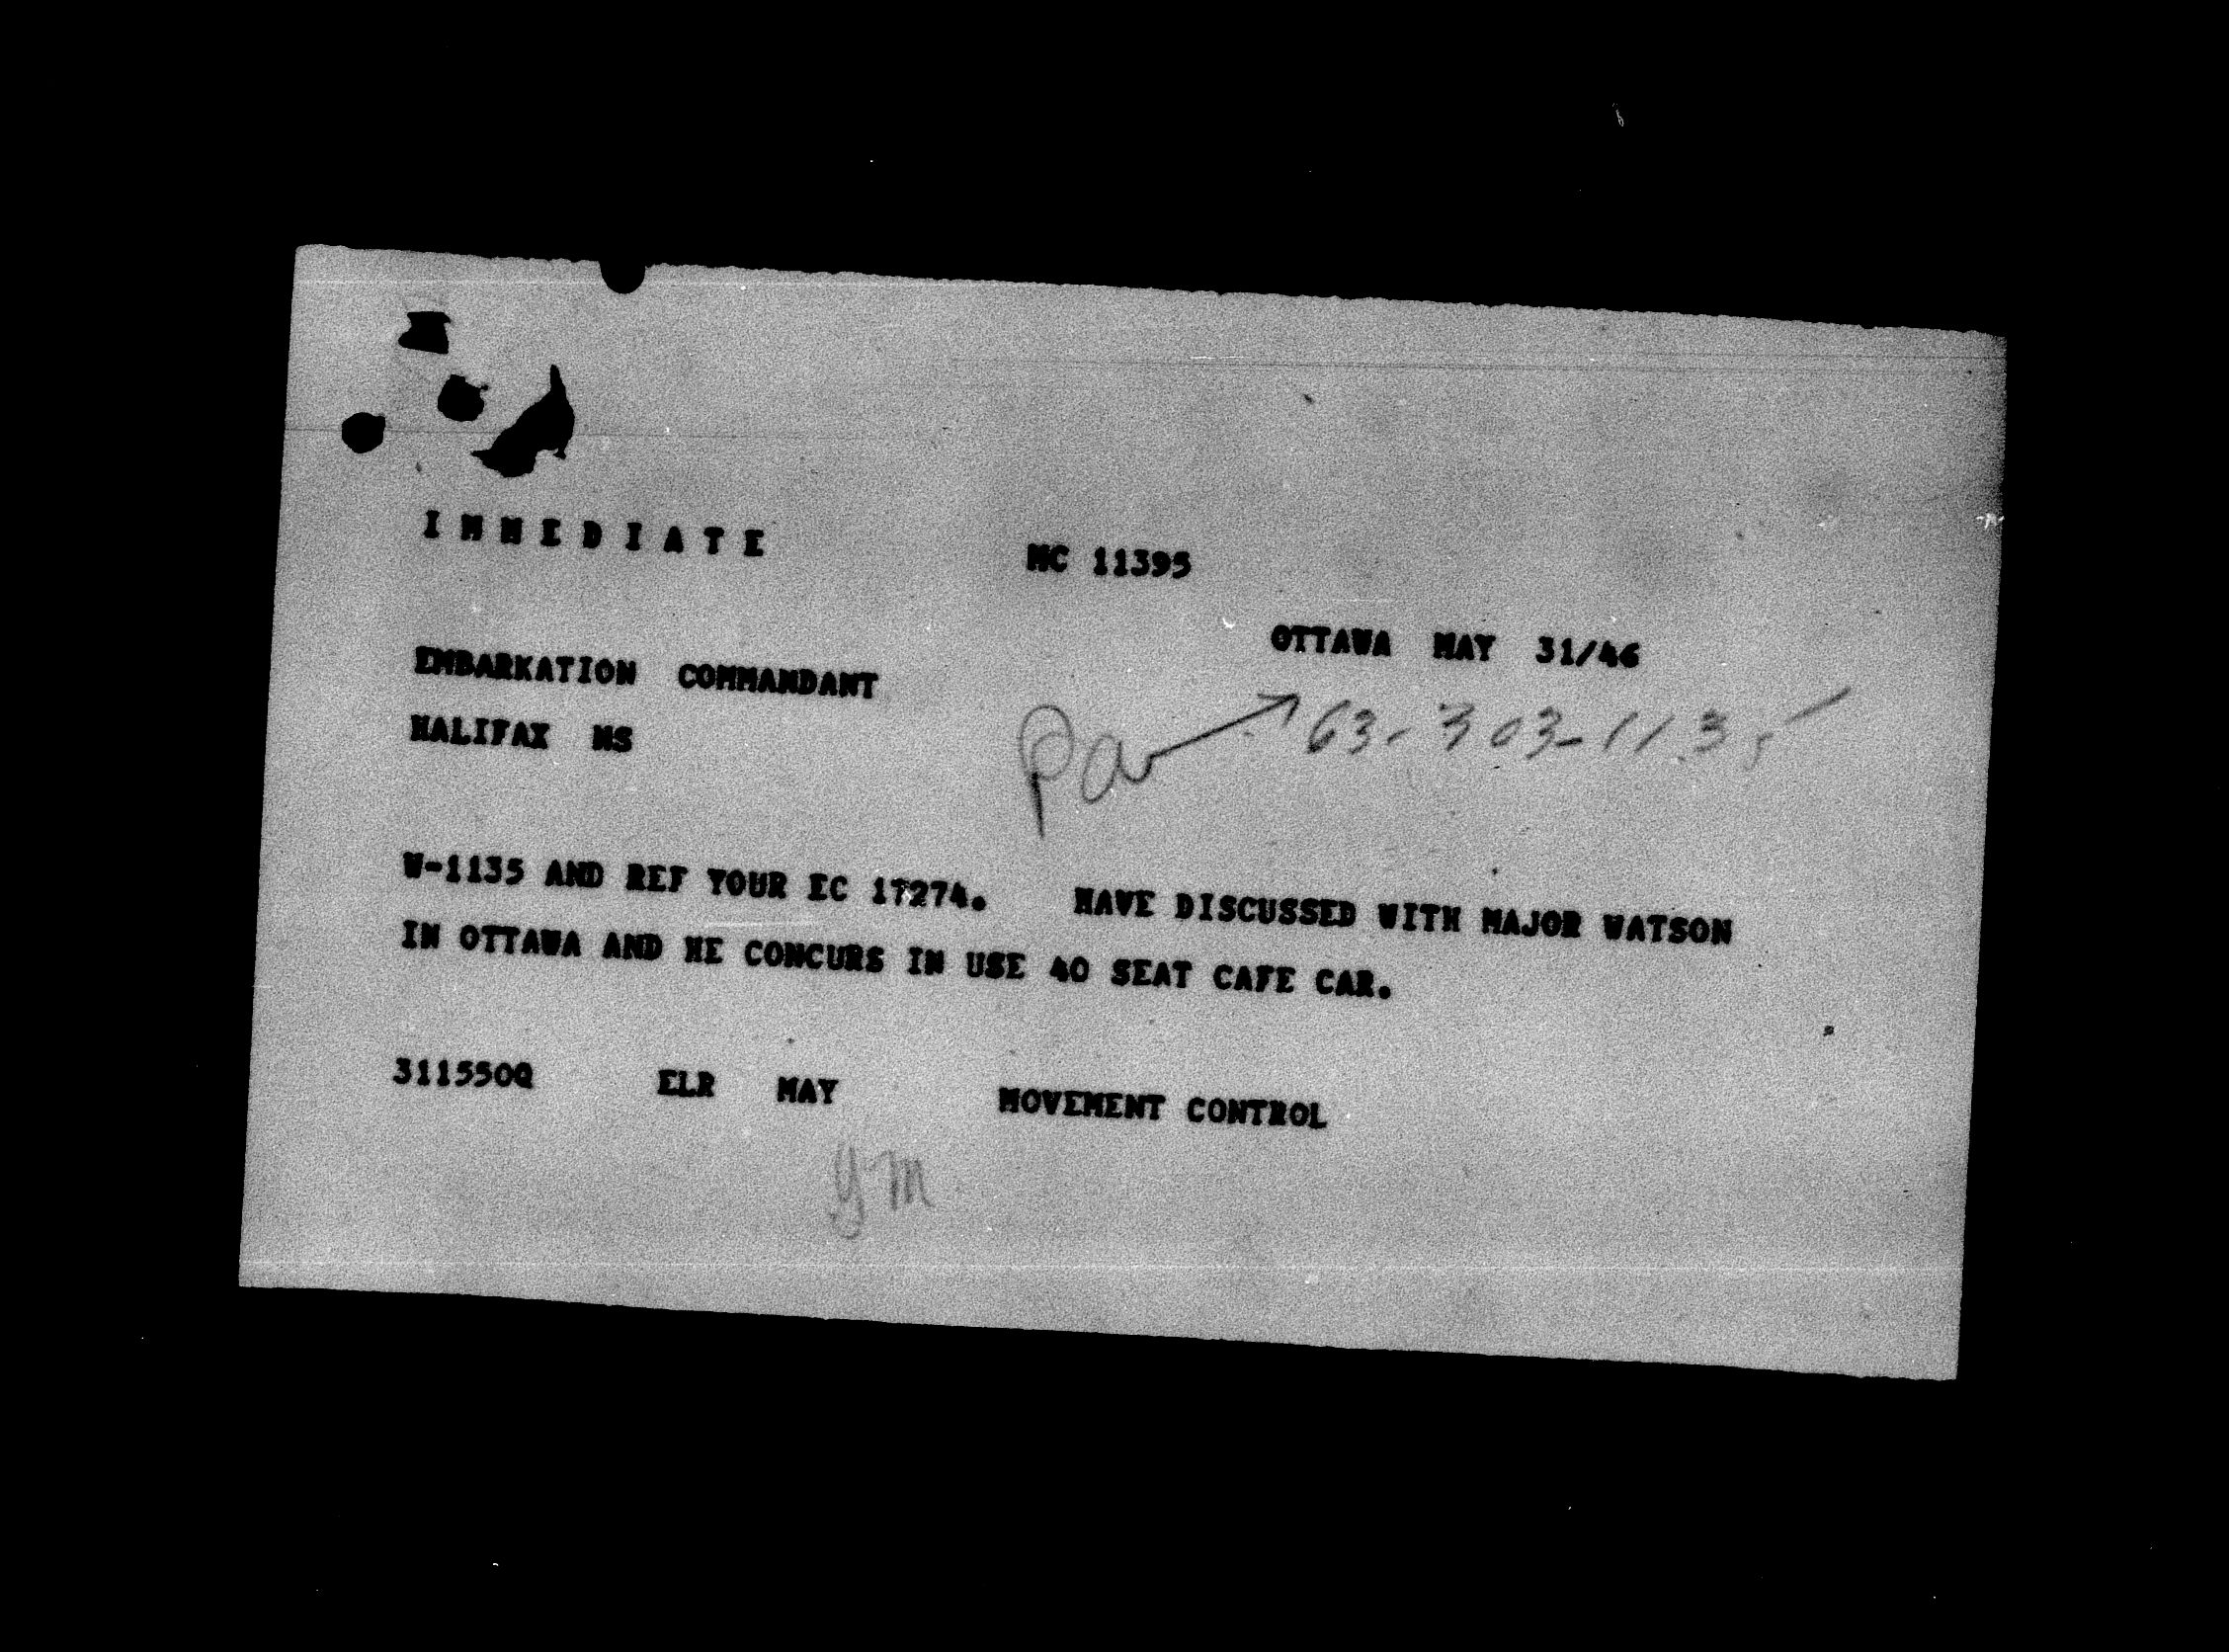 IMMEDIATE
MC 11395
OTTAWA MAY 31/46
EMBARKATION COMMANDANT
HALIFAX NS
Pa 63-303-1135
W-1135 AND REF YOUR EC 17274. HAVE DISCUSSED WITH MAJOR WATSON
IN OTTAWA AND HE CONCURS IN USE 40 SEAT CAFE CAR.
311550Q ELR MAY MOVEMENT CONTROL
ym